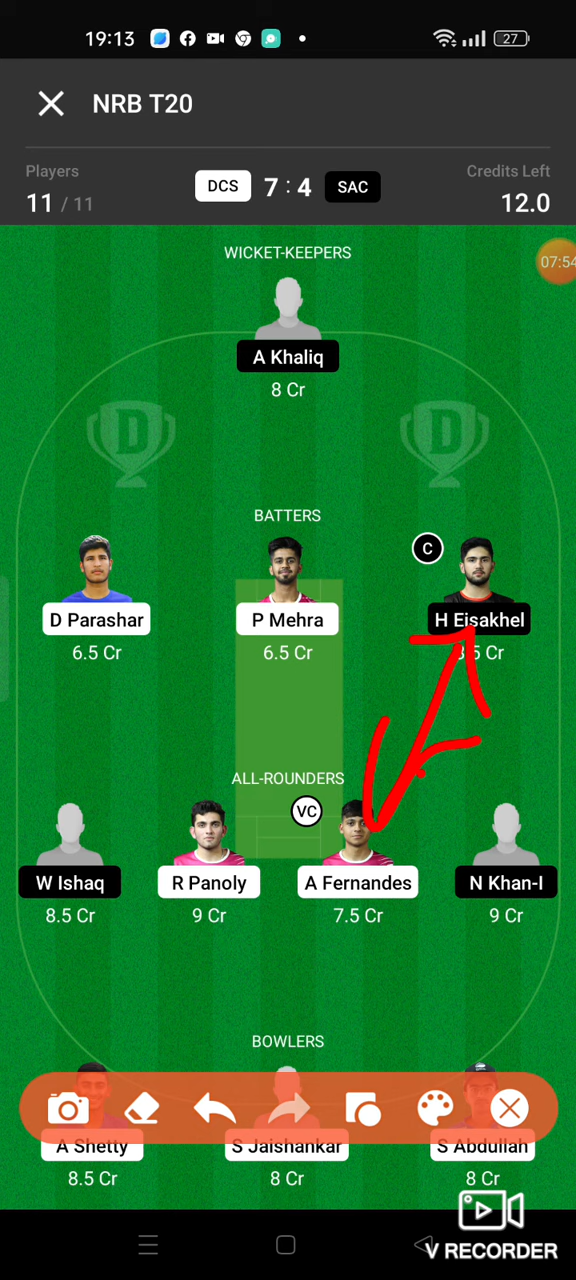 19:13
27
NRB T20
Players
11 / 11
DCS 7 : 4 SAC
Credits Left
12.0
WICKET-KEEPERS
07:54
A Khaliq
8 Cr
D
D
BATTERS
C
D Parashar
P Mehra
H Eisakhel
6.5 Cr
6.5 Cr
8.5 Cr
ALL-ROUNDERS
VC
W Ishaq
R Panoly
A Fernandes
N Khan-I
8.5 Cr
9 Cr
7.5 Cr
9 Cr
BOWLERS
A Shetty
S Jaishankar
S Abdullah
8.5 Cr
8 Cr
8 Cr
V RECORDER